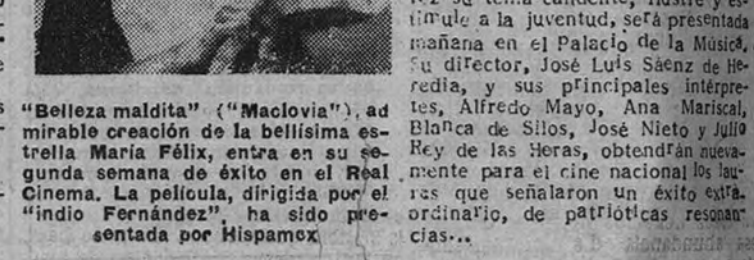 "Belleza maldita" ("Maclovia"), ad
mirable creación de la bellísima es-
trella María Félix, entra en su se-
gunda semana de éxito en el Real
Cinema. La película, dirigida por el
"indio Fernández", ha sido pre-
sentada por Hispamex
su tema candente, ilustre y es-
timule a la juventud, será presentada
mañana en el Palacio de la Música.
Su director, José Luis Sáenz de He-
redia, y sus principales intérpre-
tes, Alfredo Mayo, Ana Mariscal,
Blanca de Silos, José Nieto y Julio
Rey de las Heras, obtendrán nueva-
mente para el cine nacional los lau-
res que señalaron un éxito extra-
ordinario, de patrióticas resonan-
cias...